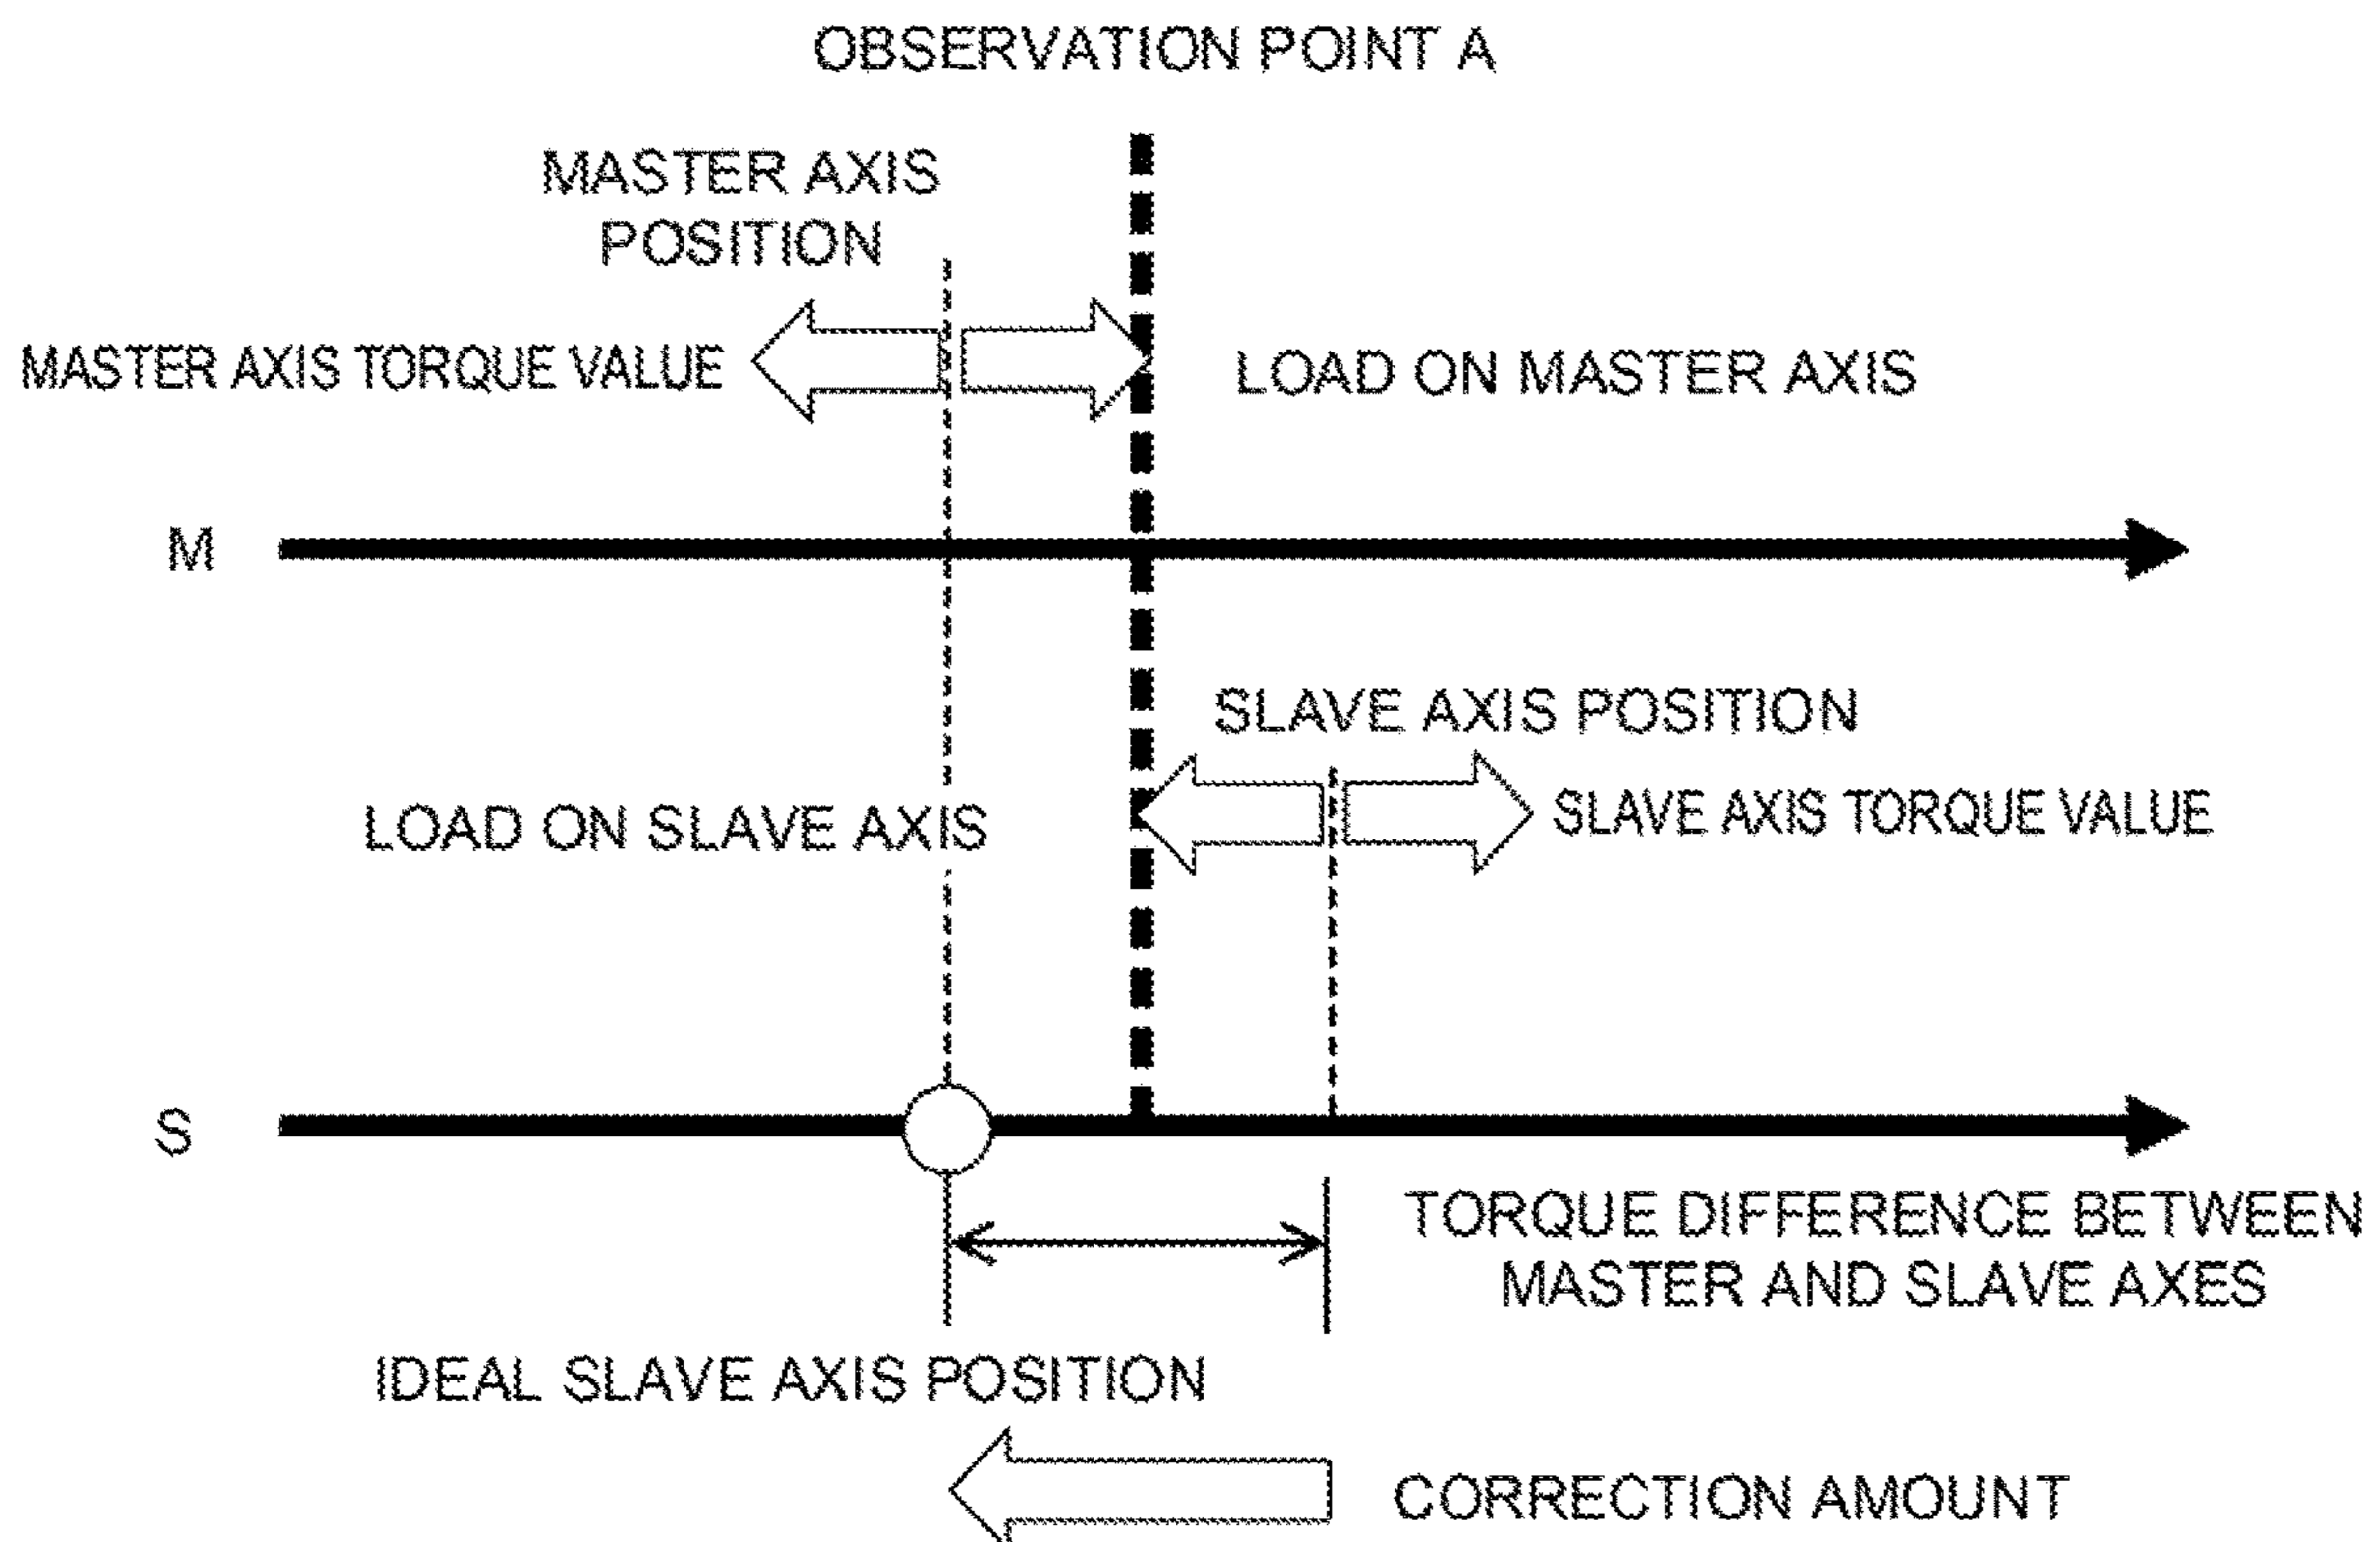 OBSERVATION POINT A
MASTER AXIS
POSITION
MASTER AXIS TORQUE VALUE
LOAD ON MASTER AXIS
M
SLAVE AXIS POSITION
LOAD ON SLAVE AXIS
SLAVE AXIS TORQUE VALUE
S
TORQUE DIFFERENCE BETWEEN
MASTER AND SLAVE AXES
IDEAL SLAVE AXIS POSITION
CORRECTION AMOUNT